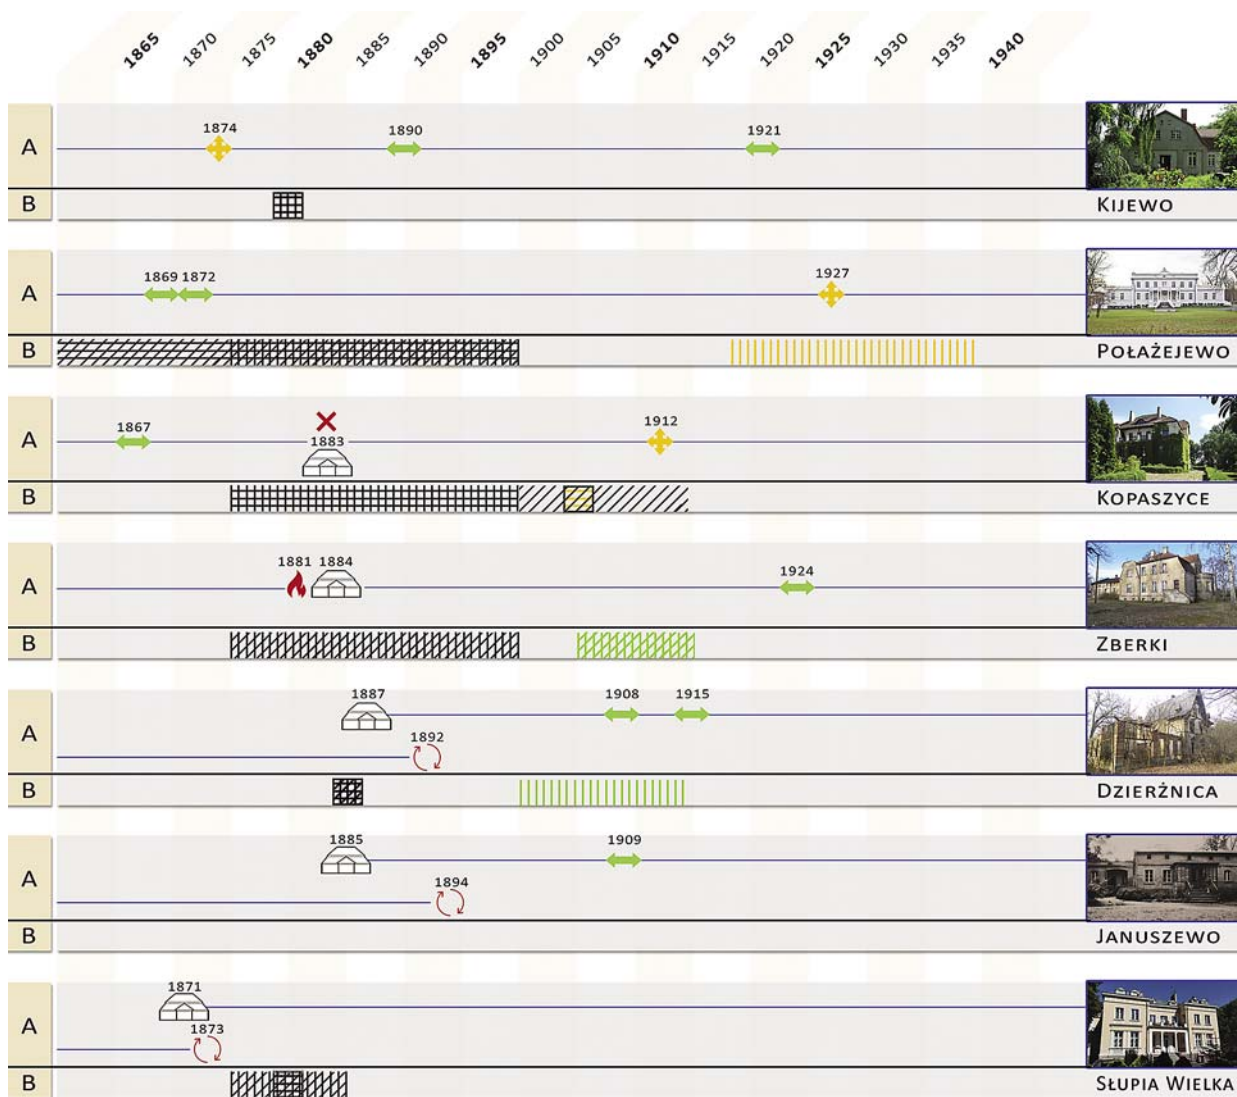 1865 1870 1875 1880 1885 1890 1895 1900 1905 1910 1915 1920 1925 1930 1935 1940
A
1874 1890 1921
B
KIJEWO
A
1869 1872 1927
B
POŁAŻEJEWO
A
1867 1883 1912
B
KOPASZYCE
A
1881 1884 1924
B
ZBERKI
A
1887 1908 1915
1892
B
DZIERŻNICA
A
1885 1909
1894
B
JANUSZEWO
A
1871
1873
B
SŁUPIA WIELKA